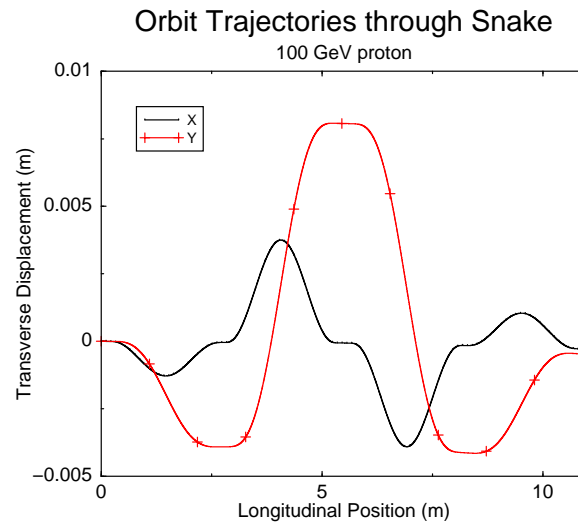 Orbit Trajectories through Snake
100 GeV proton
0.01
0.005
0
−0.005
Transverse Displacement (m)
X
Y
0
5
10
Longitudinal Position (m)